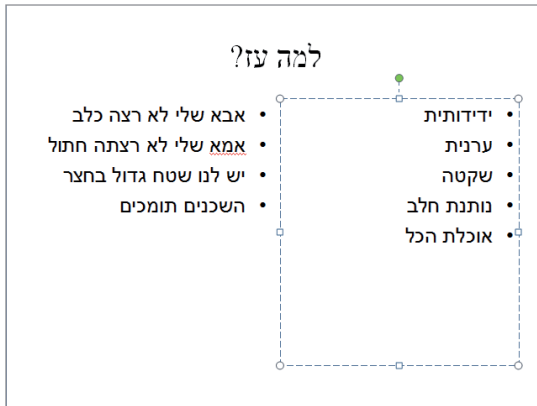 למה עז?
• ידידותית
• ערנית
• שקטה
• נותנת חלב
• אוכלת הכל
• אבא שלי לא רצה כלב
• אמא שלי לא רצתה חתול
• יש לנו שטח גדול בחצר
• השכנים תומכים